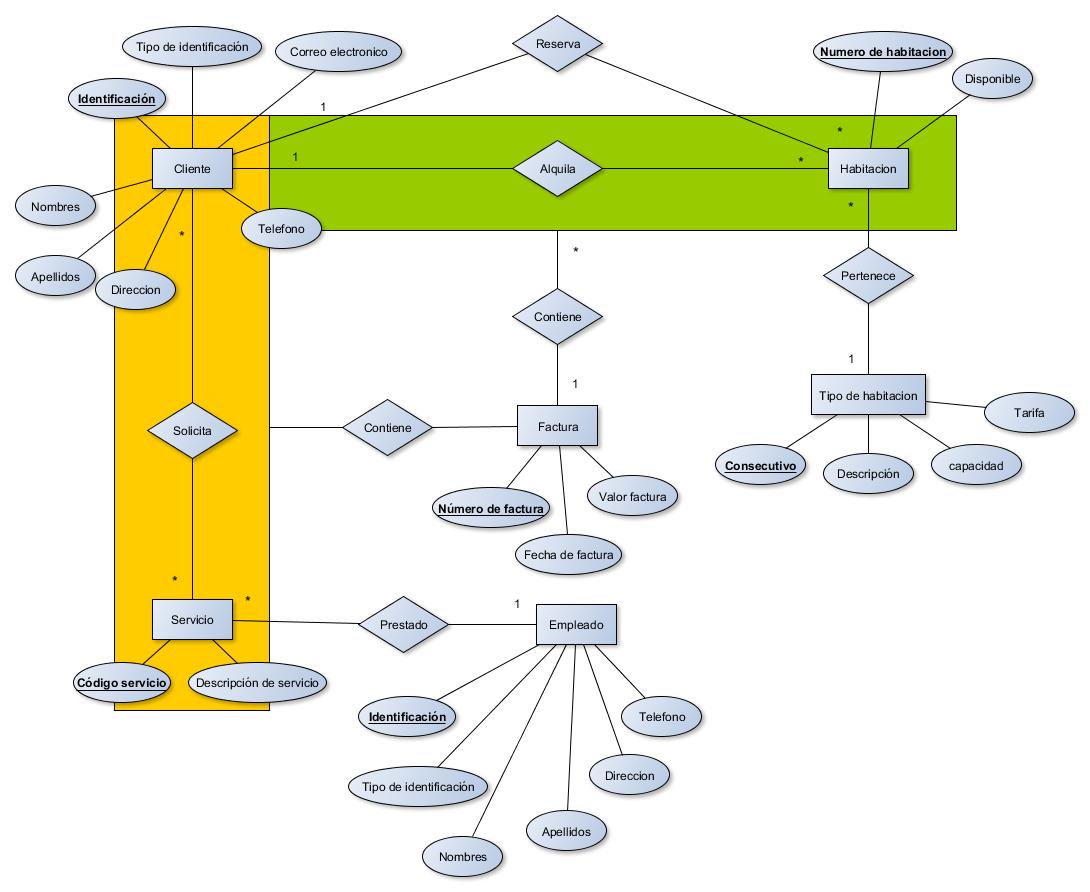 Tipo de identificación
Correo electronico
Reserva
Numero de habitacion
Disponible
Identificación
1
*
Cliente
1
Alquila
*
Habitacion
Nombres
*
Telefono
*
*
Apellidos
Direccion
Pertenece
Contiene
1
1
Tipo de habitacion
Tarifa
Solicita
Contiene
Factura
Consecutivo
Descripción
capacidad
Número de factura
Valor factura
Fecha de factura
*
*
1
Servicio
Prestado
Empleado
Código servicio
Descripción de servicio
Identificación
Telefono
Tipo de identificación
Direccion
Apellidos
Nombres